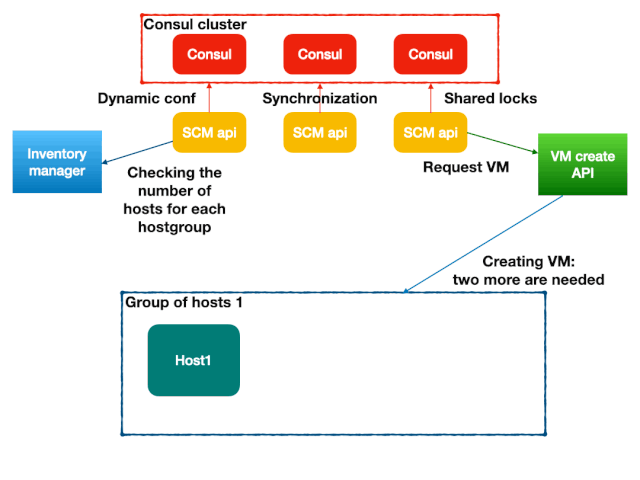 Consul cluster
Consul
Consul
Consul
Dynamic conf
Synchronization
Shared locks
SCM api
SCM api
SCM api
Inventory
manager
Checking the
number of
hosts for each
hostgroup
Request VM
VM create
API
Creating VM:
two more are needed
Group of hosts 1
Host1